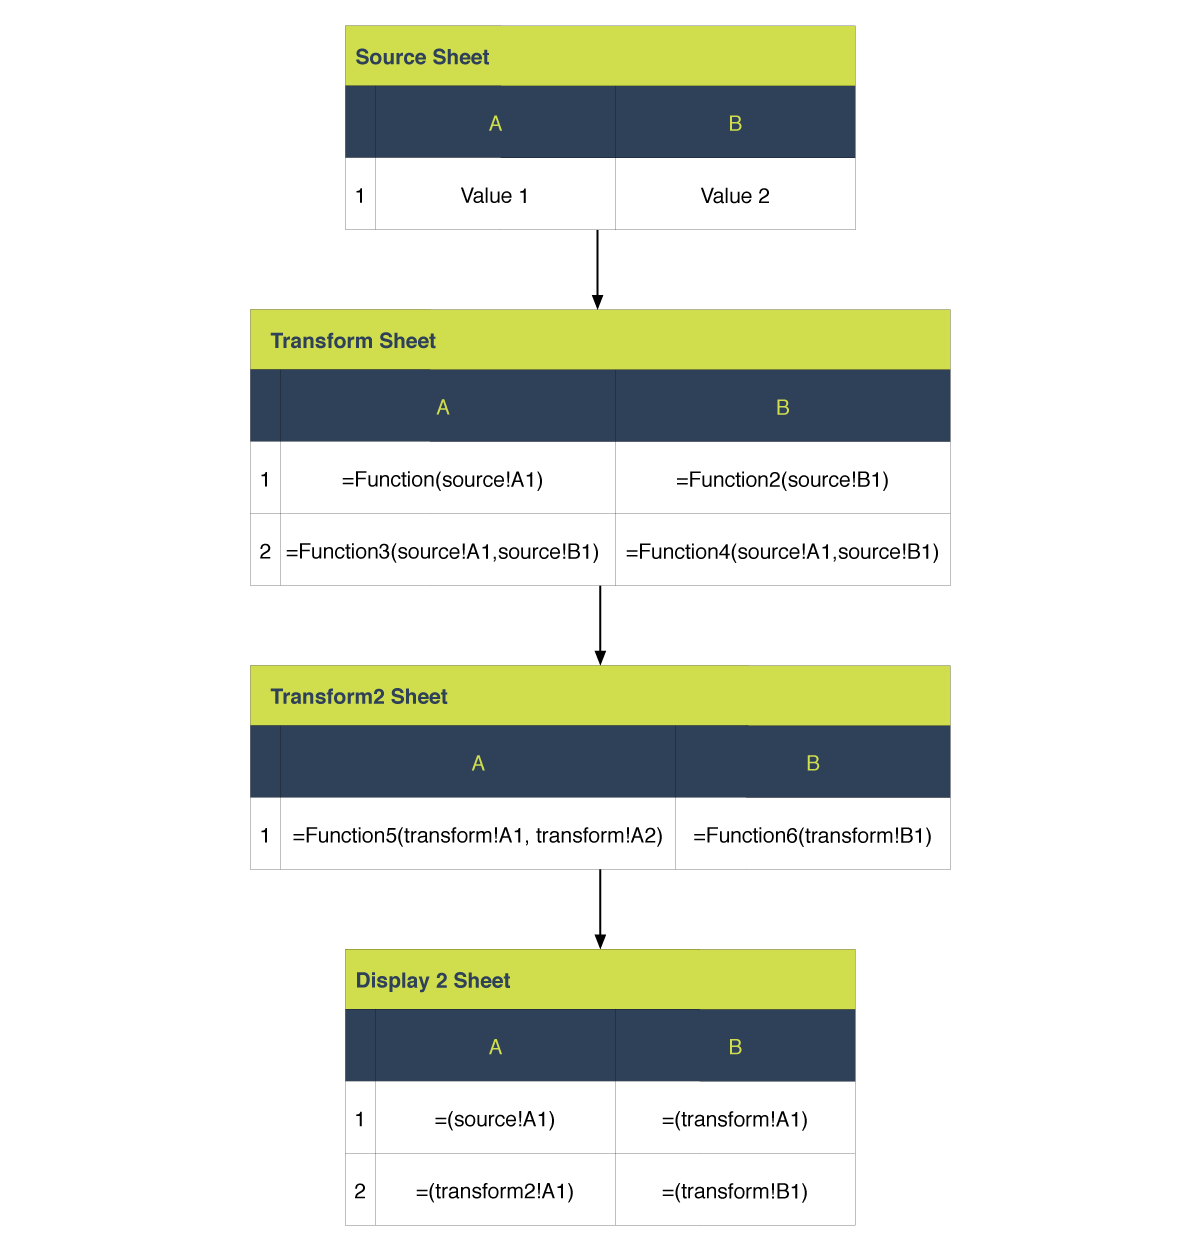 Source Sheet
A B
1 Value 1 Value 2
Transform Sheet
A B
1 =Function(source!A1) =Function2(source!B1)
2 =Function3(source!A1,source!B1) =Function4(source!A1,source!B1)
Transform2 Sheet
A B
1 =Function5(transform!A1, transform!A2) =Function6(transform!B1)
Display 2 Sheet
A B
1 =(source!A1) =(transform!A1)
2 =(transform2!A1) =(transform!B1)